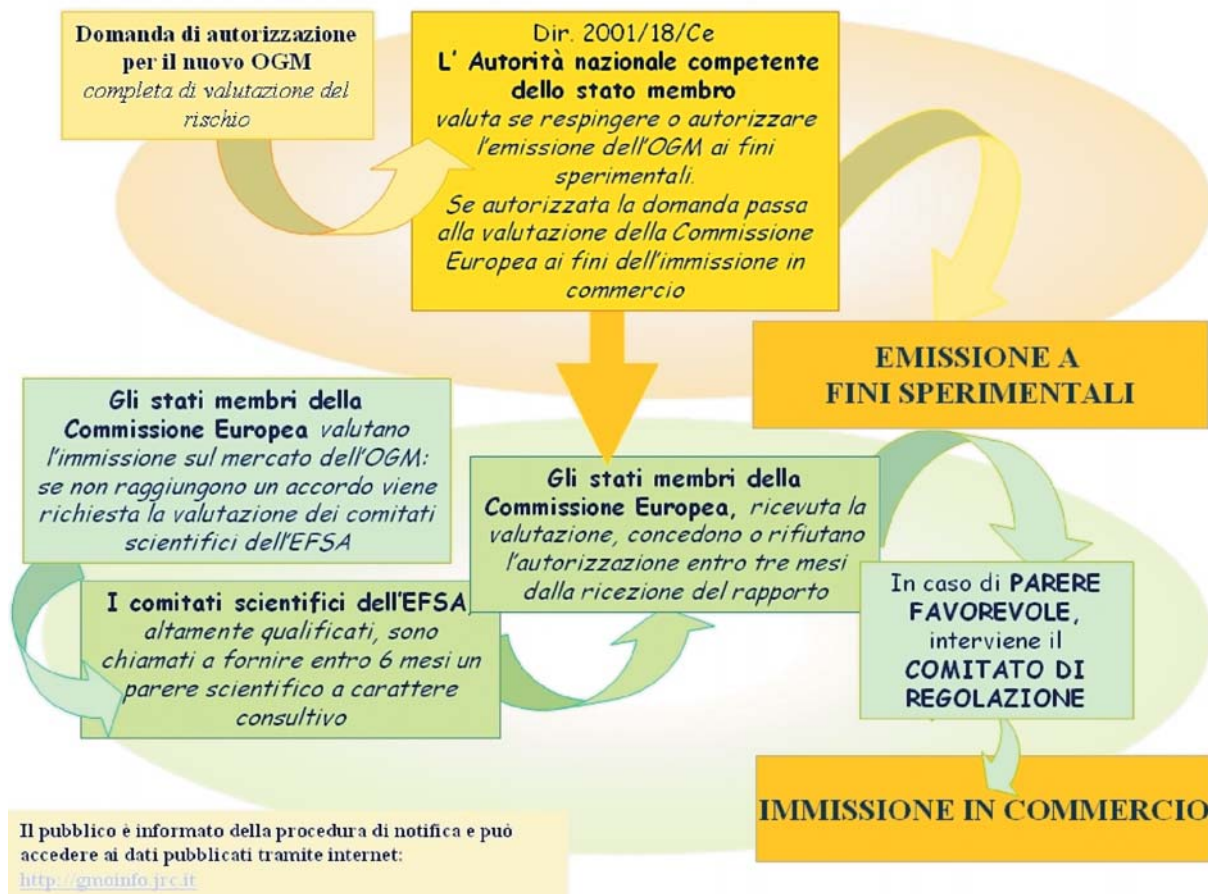 Domanda di autorizzazione
per il nuovo OGM
completa di valutazione del
rischio
Dir. 2001/18/Ce
L' Autorità nazionale competente
dello stato membro
valuta se respingere o autorizzare
l'emissione dell'OGM ai fini
sperimentali.
Se autorizzata la domanda passa
alla valutazione della Commissione
Europea ai fini dell'immissione in
commercio
EMISSIONE A
FINI SPERIMENTALI
Gli stati membri della
Commissione Europea valutano
l'immissione sul mercato dell'OGM:
se non raggiungono un accordo viene
richiesta la valutazione dei comitati
scientifici dell'EFSA
I comitati scientifici dell'EFSA,
altamente qualificati, sono
chiamati a fornire entro 6 mesi un
parere scientifico a carattere
consultivo
Gli stati membri della
Commissione Europea, ricevuta la
valutazione, concedono o rifiutano
l'autorizzazione entro tre mesi
dalla ricezione del rapporto
In caso di PARERE
FAVOREVOLE,
interviene il
COMITATO DI
REGOLAZIONE
IMMISSIONE IN COMMERCIO
Il pubblico è informato della procedura di notifica e può
accedere ai dati pubblicati tramite internet:
http://gmoinfo.jrc.it